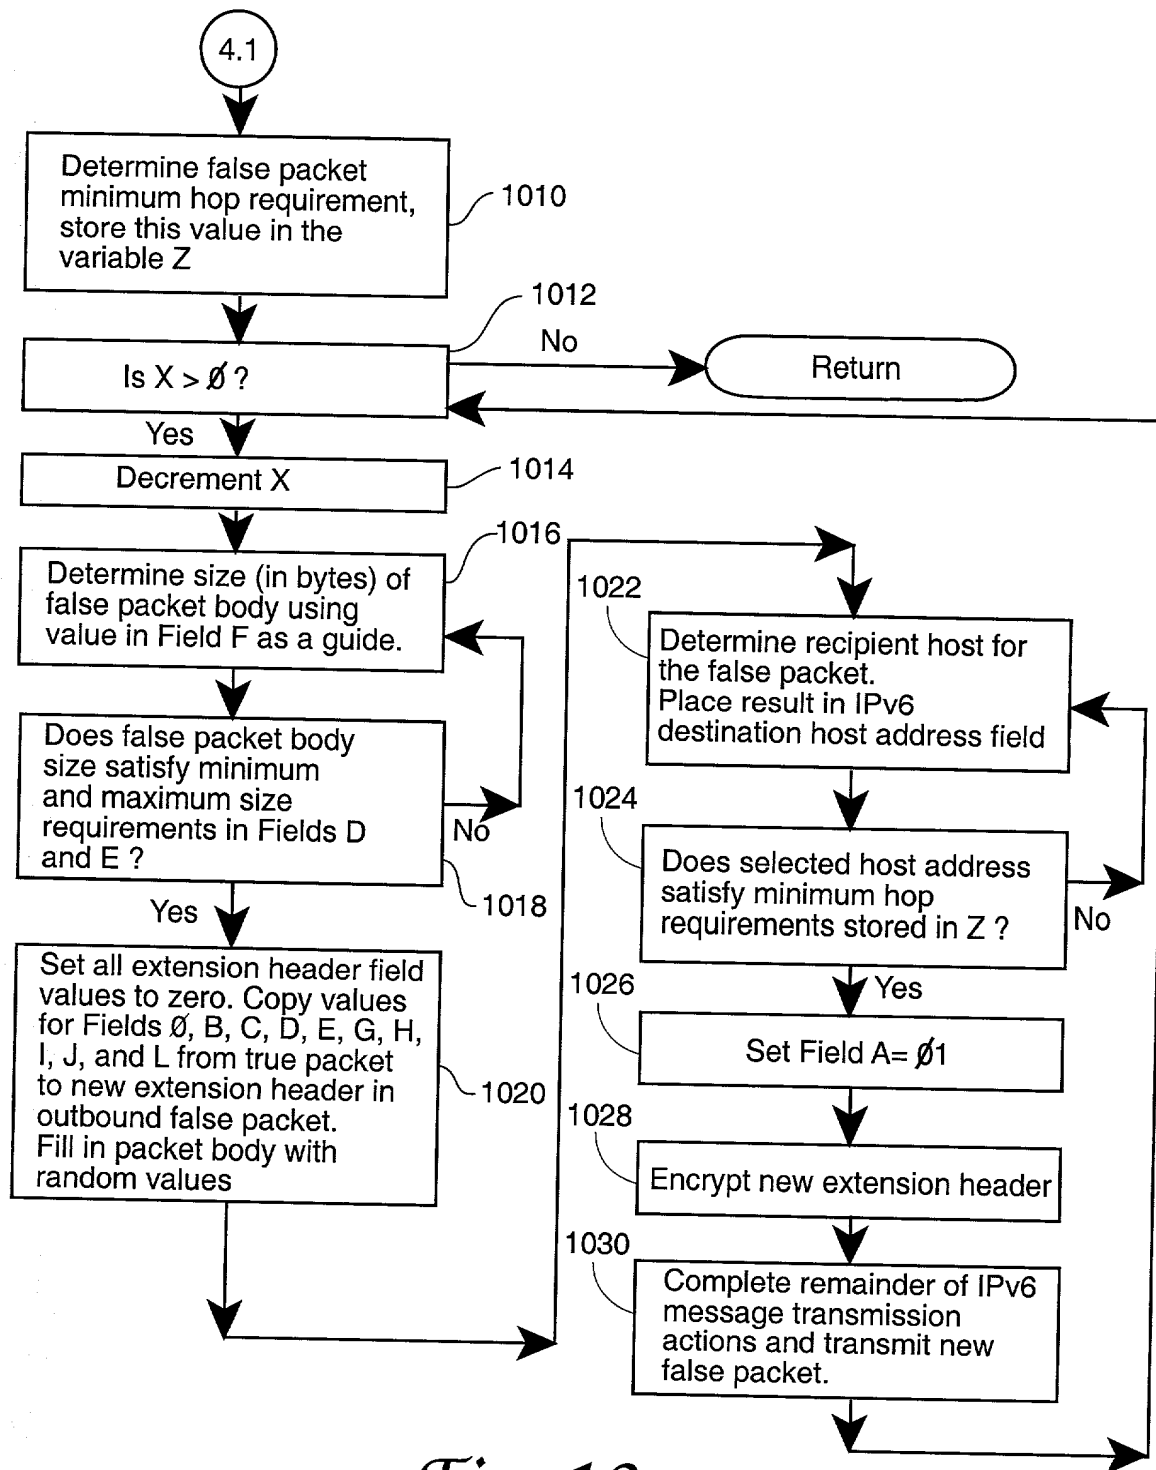 4.1
Determine false packet
minimum hop requirement,
store this value in the
variable Z
1010
1012
Is X > Ø ?
No
Return
Yes
Decrement X
1014
1016
Determine size (in bytes) of
false packet body using
value in Field F as a guide.
Does false packet body
size satisfy minimum
and maximum size
requirements in Fields D
and E ?
No
1018
Yes
Set all extension header field
values to zero. Copy values
for Fields Ø, B, C, D, E, G, H,
I, J, and L from true packet
to new extension header in
outbound false packet.
Fill in packet body with
random values
1020
1022
Determine recipient host for
the false packet.
Place result in IPv6
destination host address field
1024
Does selected host address
satisfy minimum hop
requirements stored in Z ?
No
Yes
1026
Set Field A= Ø1
1028
Encrypt new extension header
1030
Complete remainder of IPv6
message transmission
actions and transmit new
false packet.